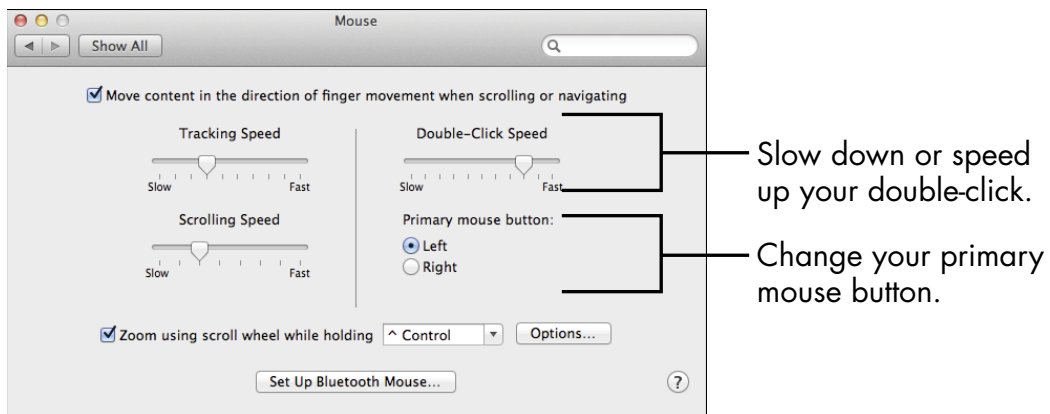 Mouse
Show All
Move content in the direction of finger movement when scrolling or navigating
Tracking Speed
Slow Fast
Double-Click Speed
Slow Fast
Slow down or speed
up your double-click.
Scrolling Speed
Slow Fast
Primary mouse button:
Left
Right
Change your primary
mouse button.
Zoom using scroll wheel while holding ^ Control Options...
Set Up Bluetooth Mouse... ?